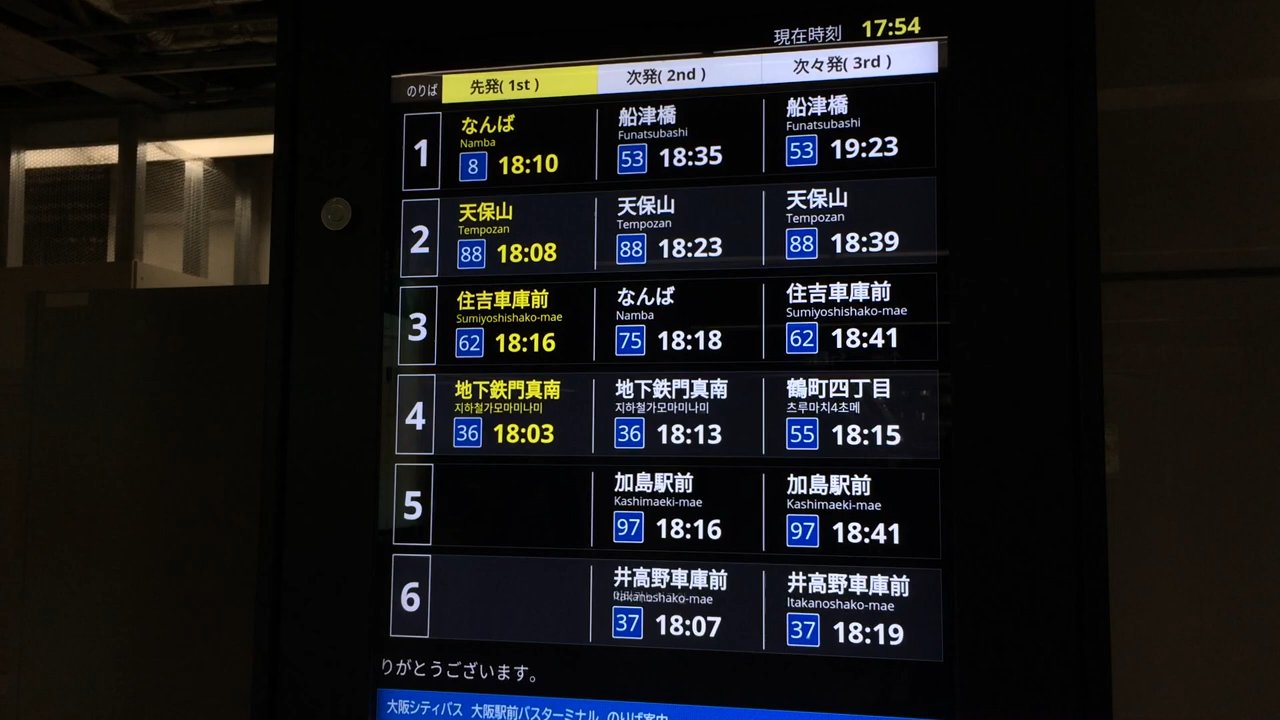 現在時刻 17:54
のりば 先発( 1st ) 次発( 2nd ) 次々発( 3rd )
1
なんば
Namba
8 18:10
船津橋
Funatsubashi
53 18:35
船津橋
Funatsubashi
53 19:23
2
天保山
Tempozan
88 18:08
天保山
Tempozan
88 18:23
天保山
Tempozan
88 18:39
3
住吉車庫前
Sumiyoshishako-mae
62 18:16
なんば
Namba
75 18:18
住吉車庫前
Sumiyoshishako-mae
62 18:41
4
地下鉄門真南
지하철가모마미나미
36 18:03
地下鉄門真南
지하철가모마미나미
36 18:13
鶴町四丁目
츠루마치4초메
55 18:15
5
加島駅前
Kashimaeki-mae
97 18:16
加島駅前
Kashimaeki-mae
97 18:41
6
井高野車庫前
Itakanoshako-mae
37 18:07
井高野車庫前
Itakanoshako-mae
37 18:19
りがとうございます。
大阪シティバス 大阪駅前バスターミナル のりば案内